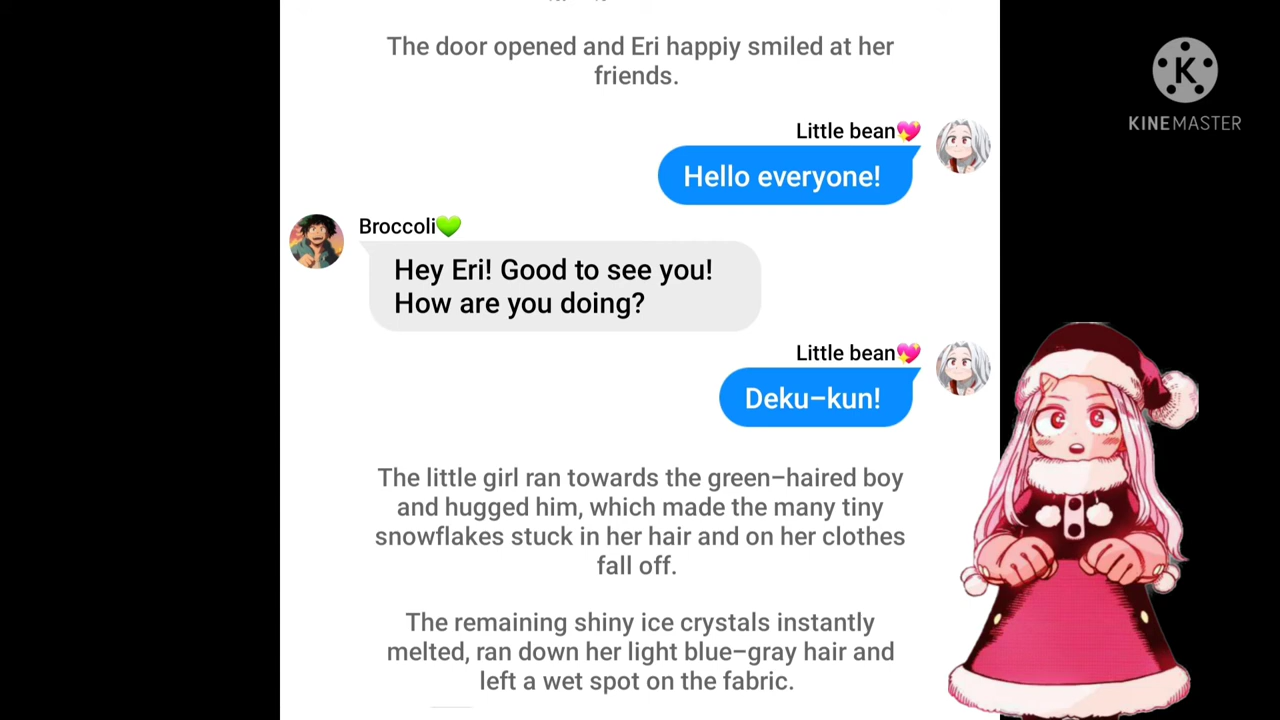 The door opened and Eri happiy smiled at her
friends.
Little bean💖
Hello everyone!
Broccoli💚
Hey Eri! Good to see you!
How are you doing?
Little bean💖
Deku–kun!
The little girl ran towards the green–haired boy
and hugged him, which made the many tiny
snowflakes stuck in her hair and on her clothes
fall off.
The remaining shiny ice crystals instantly
melted, ran down her light blue–gray hair and
left a wet spot on the fabric.
K
KINEMASTER